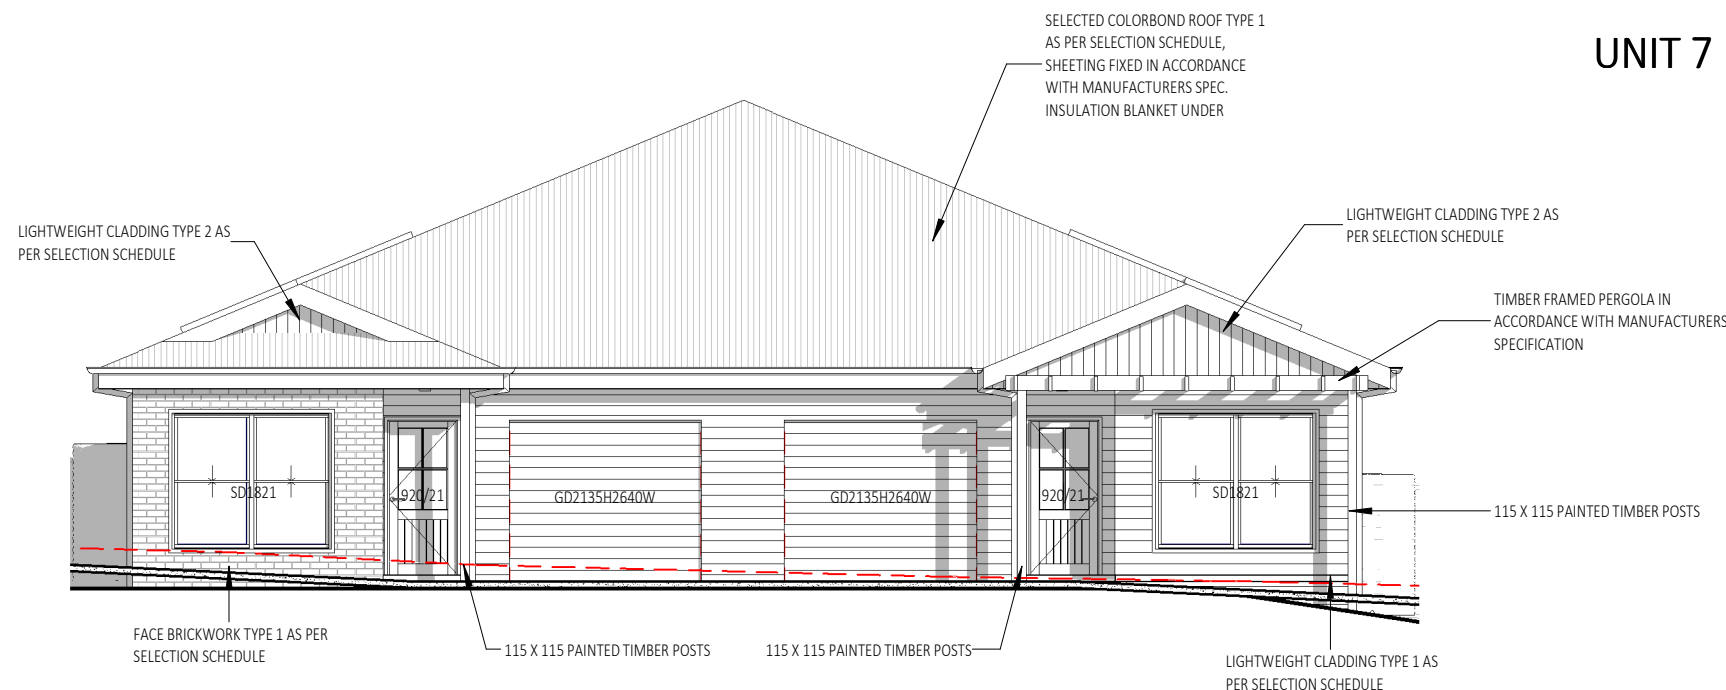 SELECTED COLORBOND ROOF TYPE 1
AS PER SELECTION SCHEDULE,
SHEETING FIXED IN ACCORDANCE
WITH MANUFACTURERS SPEC.
INSULATION BLANKET UNDER
UNIT 7
LIGHTWEIGHT CLADDING TYPE 2 AS
PER SELECTION SCHEDULE
LIGHTWEIGHT CLADDING TYPE 2 AS
PER SELECTION SCHEDULE
TIMBER FRAMED PERGOLA IN
ACCORDANCE WITH MANUFACTURERS
SPECIFICATION
SD1821
920/21
GD2135H2640W
GD2135H2640W
920/21
SD1821
115 X 115 PAINTED TIMBER POSTS
FACE BRICKWORK TYPE 1 AS PER
SELECTION SCHEDULE
115 X 115 PAINTED TIMBER POSTS
115 X 115 PAINTED TIMBER POSTS
LIGHTWEIGHT CLADDING TYPE 1 AS
PER SELECTION SCHEDULE